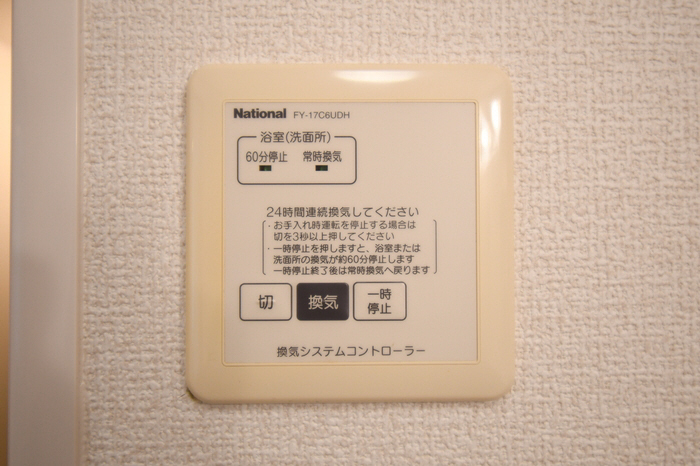 National FY-17C6UDH
浴室(洗面所)
60分停止 常時換気
24時間連続換気してください
・お手入れ時運転を停止する場合は
切を3秒以上押してください
・一時停止を押しますと、浴室または
洗面所の換気が約60分停止します
一時停止終了後は常時換気へ戻ります
切 換気 一時
停止
換気システムコントローラー